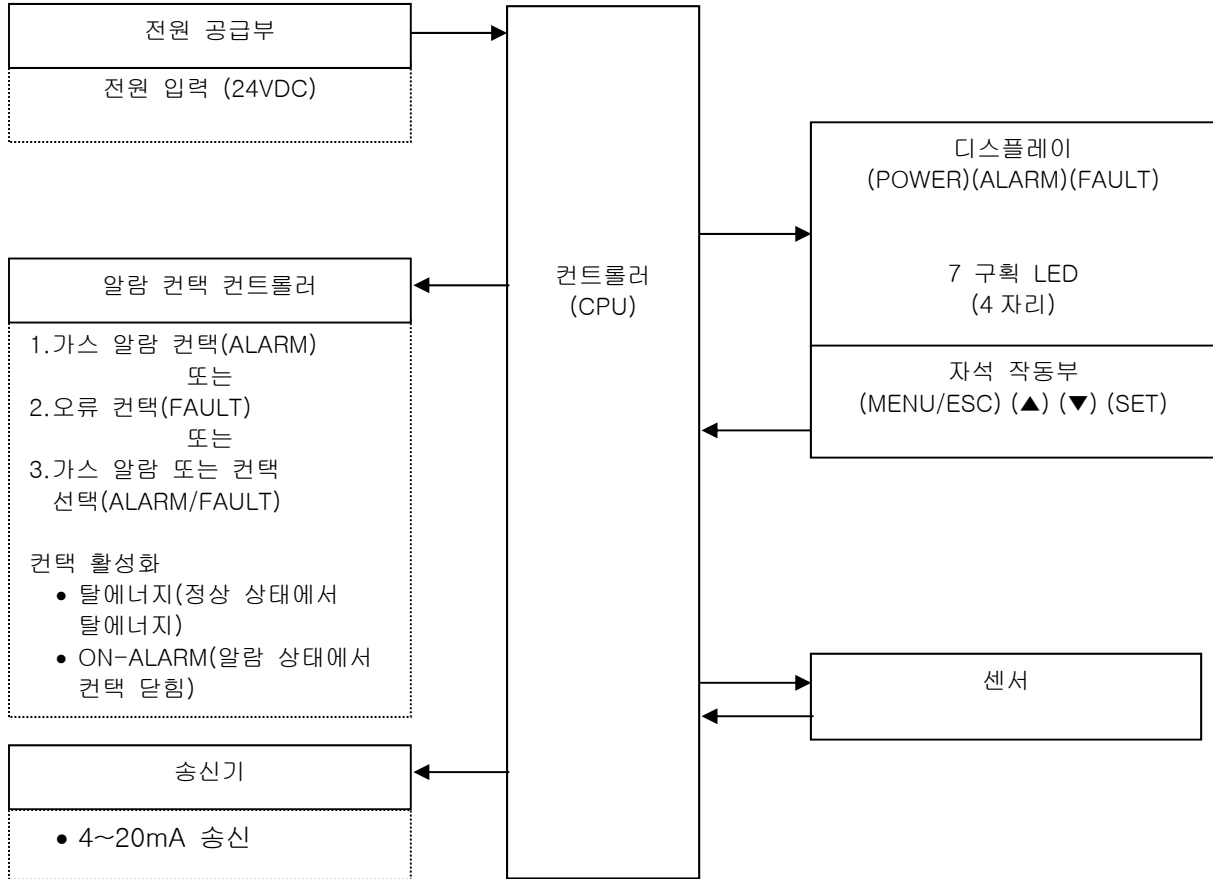 전원 공급부
전원 입력 (24VDC)
알람 컨택 컨트롤러
1.가스 알람 컨택(ALARM)
또는
2.오류 컨택(FAULT)
또는
3.가스 알람 또는 컨택
선택(ALARM/FAULT)
컨택 활성화
• 탈에너지(정상 상태에서
탈에너지)
• ON-ALARM(알람 상태에서
컨택 닫힘)
송신기
• 4~20mA 송신
컨트롤러
(CPU)
디스플레이
(POWER)(ALARM)(FAULT)
7 구획 LED
(4 자리)
자석 작동부
(MENU/ESC) (▲) (▼) (SET)
센서